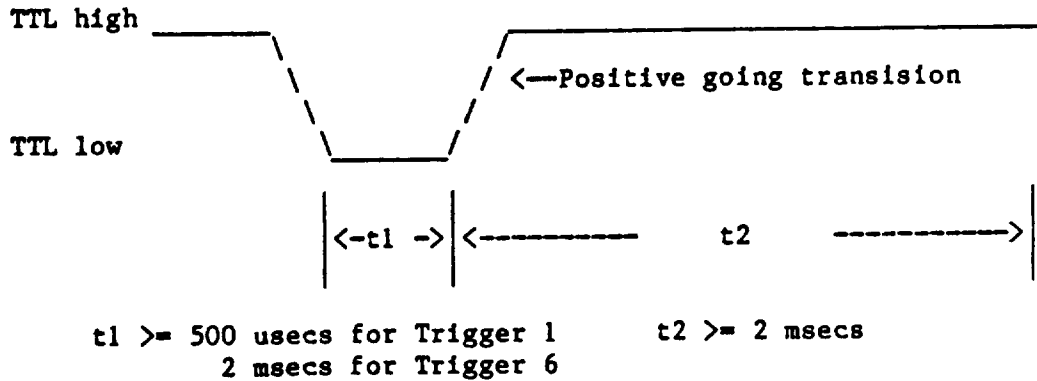 TTL high
<---Positive going transision
TTL low
<-t1 -> <---------- t2 ---------->
t1 >= 500 usecs for Trigger 1 t2 >= 2 msecs
2 msecs for Trigger 6